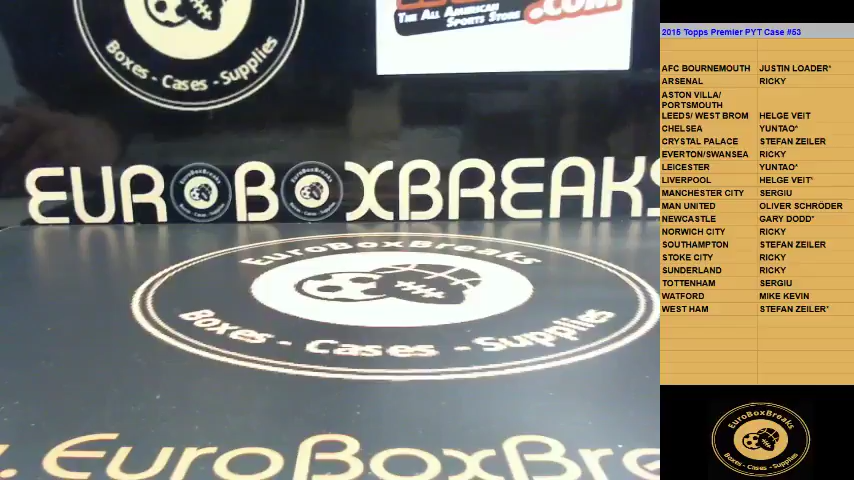 Boxes - Cases - Supplies
THE ALL AMERICAN
SPORTS STORE
.COM
EUROBOXBREAKS
EuroBoxBreaks
Boxes - Cases - Supplies
.EuroBoxBre
2015 Topps Premier PYT Case #53
AFC BOURNEMOUTH JUSTIN LOADER*
ARSENAL RICKY
ASTON VILLA/
PORTSMOUTH
LEEDS/ WEST BROM HELGE VEIT
CHELSEA YUNTAO*
CRYSTAL PALACE STEFAN ZEILER
EVERTON/SWANSEA RICKY
LEICESTER YUNTAO*
LIVERPOOL HELGE VEIT*
MANCHESTER CITY SERGIU
MAN UNITED OLIVER SCHRÖDER
NEWCASTLE GARY DODD*
NORWICH CITY RICKY
SOUTHAMPTON STEFAN ZEILER
STOKE CITY RICKY
SUNDERLAND RICKY
TOTTENHAM SERGIU
WATFORD MIKE KEVIN
WEST HAM STEFAN ZEILER*
EuroBoxBreaks
Boxes - Cases - Supplies